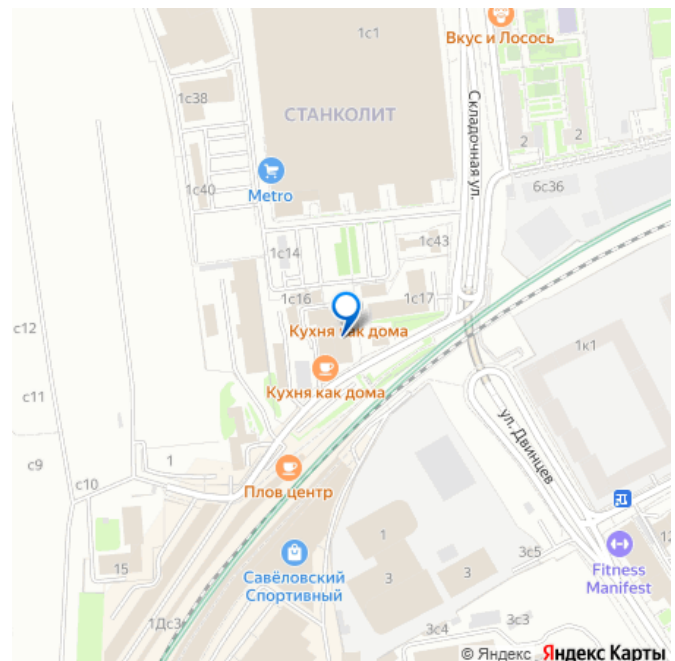 Вкус и Лосось
1с1
1с38
СТАНКОЛИТ
Складочная ул.
2
2
1с40
Metro
6с36
1с43
1с14
1с16
1с17
с12
Кухня как дома
1к1
с11
Кухня как дома
ул. Двинцев
с9
1
с10
Плов центр
1
3с5
12
15
Савёловский
Спортивный
3
3
Fitness
Manifest
1Дс3
3с4
3с3
© Яндекс Яндекс Карты